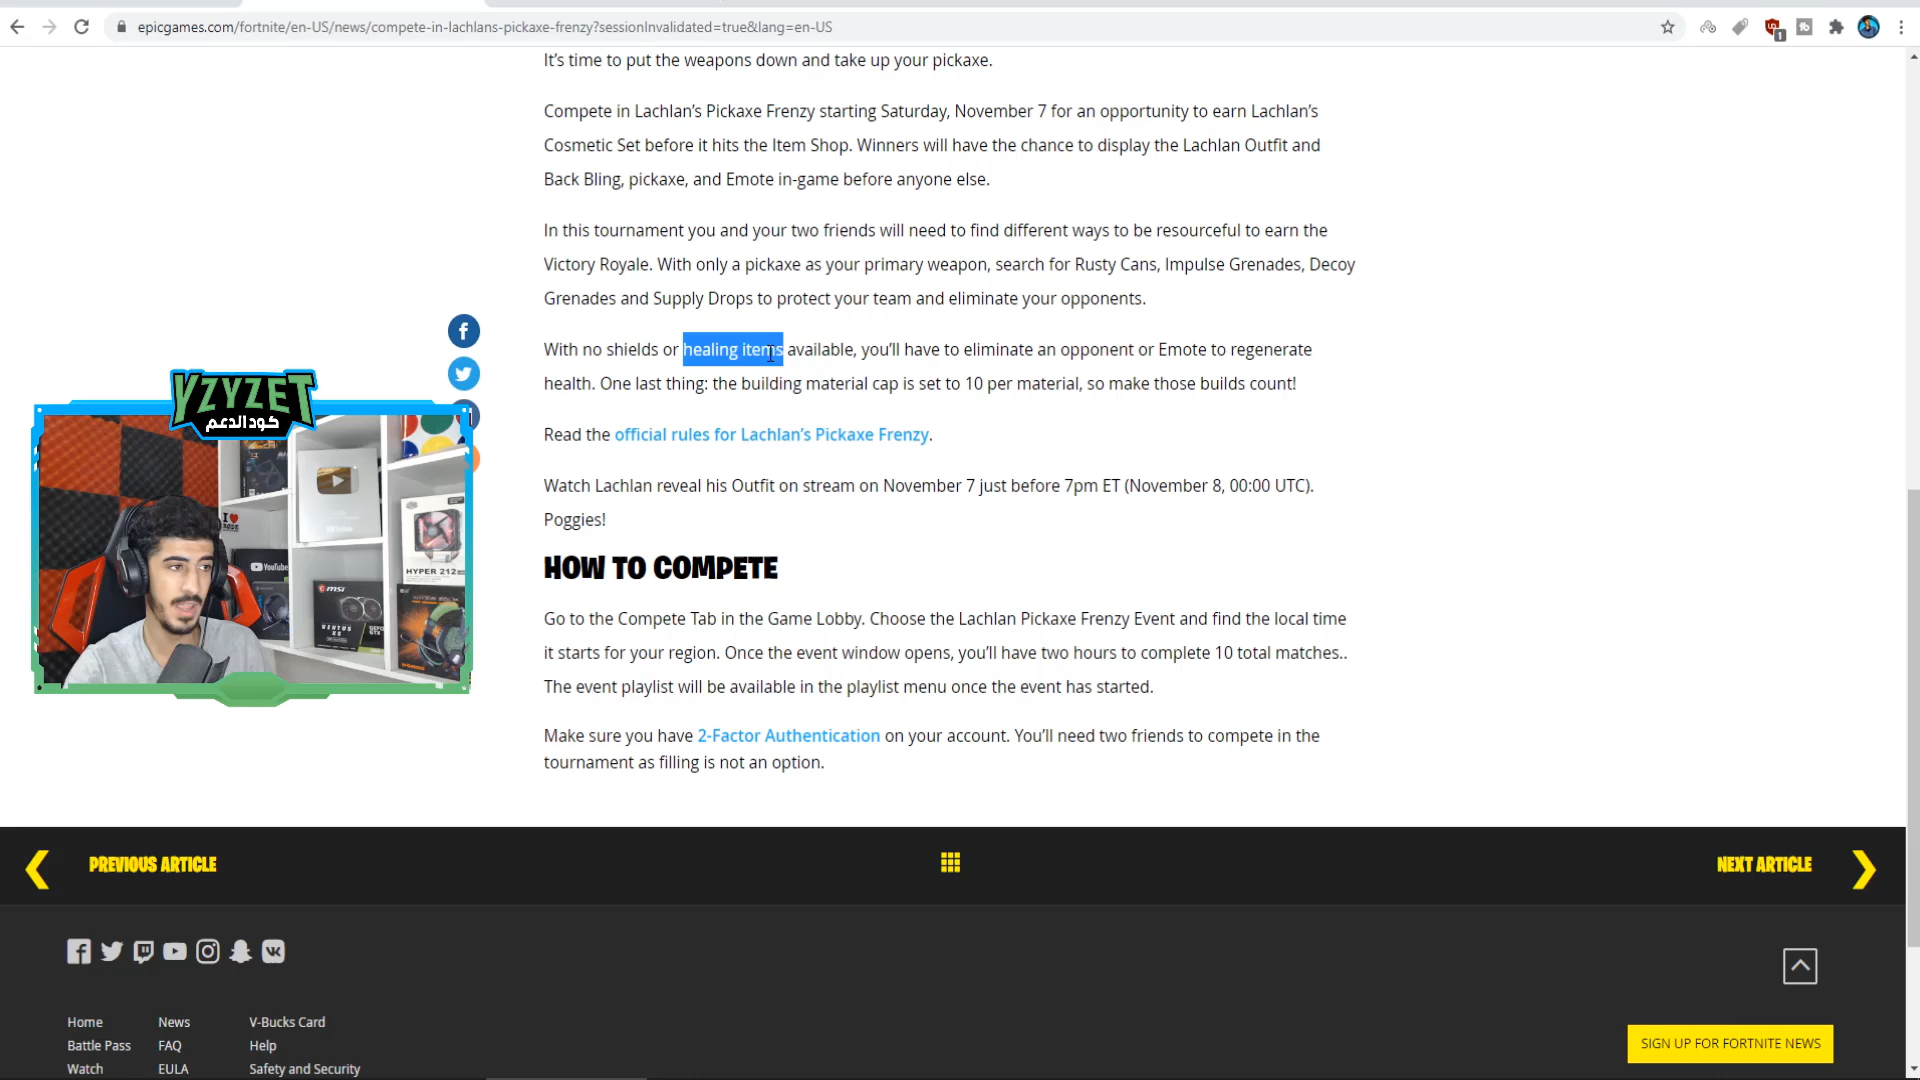 epicgames.com/fortnite/en-US/news/compete-in-lachlans-pickaxe-frenzy?sessionInvalidated=true&lang=en-US
1
It's time to put the weapons down and take up your pickaxe.
Compete in Lachlan's Pickaxe Frenzy starting Saturday, November 7 for an opportunity to earn Lachlan's
Cosmetic Set before it hits the Item Shop. Winners will have the chance to display the Lachlan Outfit and
Back Bling, pickaxe, and Emote in-game before anyone else.
In this tournament you and your two friends will need to find different ways to be resourceful to earn the
Victory Royale. With only a pickaxe as your primary weapon, search for Rusty Cans, Impulse Grenades, Decoy
Grenades and Supply Drops to protect your team and eliminate your opponents.
With no shields or healing items available, you'll have to eliminate an opponent or Emote to regenerate
health. One last thing: the building material cap is set to 10 per material, so make those builds count!
Read the official rules for Lachlan's Pickaxe Frenzy.
Watch Lachlan reveal his Outfit on stream on November 7 just before 7pm ET (November 8, 00:00 UTC).
Poggies!
HOW TO COMPETE
Go to the Compete Tab in the Game Lobby. Choose the Lachlan Pickaxe Frenzy Event and find the local time
it starts for your region. Once the event window opens, you'll have two hours to complete 10 total matches..
The event playlist will be available in the playlist menu once the event has started.
Make sure you have 2-Factor Authentication on your account. You'll need two friends to compete in the
tournament as filling is not an option.
YZYZET
كود الدعم
I ❤
YouTube
HYPER 212
msi
VENTUS XS
PREVIOUS ARTICLE
NEXT ARTICLE
Home
News
V-Bucks Card
Battle Pass
FAQ
Help
Watch
EULA
Safety and Security
SIGN UP FOR FORTNITE NEWS